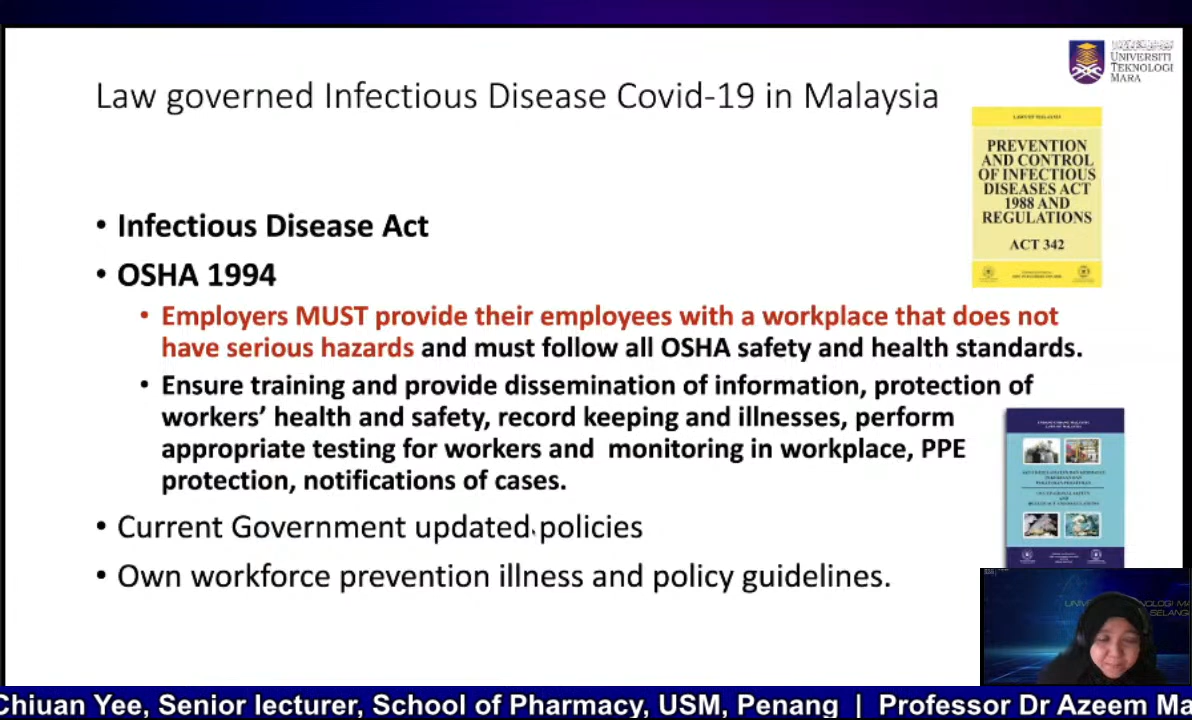 UNIVERSITI
TEKNOLOGI
MARA
Law governed Infectious Disease Covid-19 in Malaysia
PREVENTION
AND CONTROL
OF INFECTIOUS
DISEASES ACT
1988 AND
REGULATIONS
ACT 342
• Infectious Disease Act
• OSHA 1994
• Employers MUST provide their employees with a workplace that does not
have serious hazards and must follow all OSHA safety and health standards.
• Ensure training and provide dissemination of information, protection of
workers’ health and safety, record keeping and illnesses, perform
appropriate testing for workers and monitoring in workplace, PPE
protection, notifications of cases.
• Current Government updated policies
• Own workforce prevention illness and policy guidelines.
Chiuan Yee, Senior lecturer, School of Pharmacy, USM, Penang | Professor Dr Azeem Ma